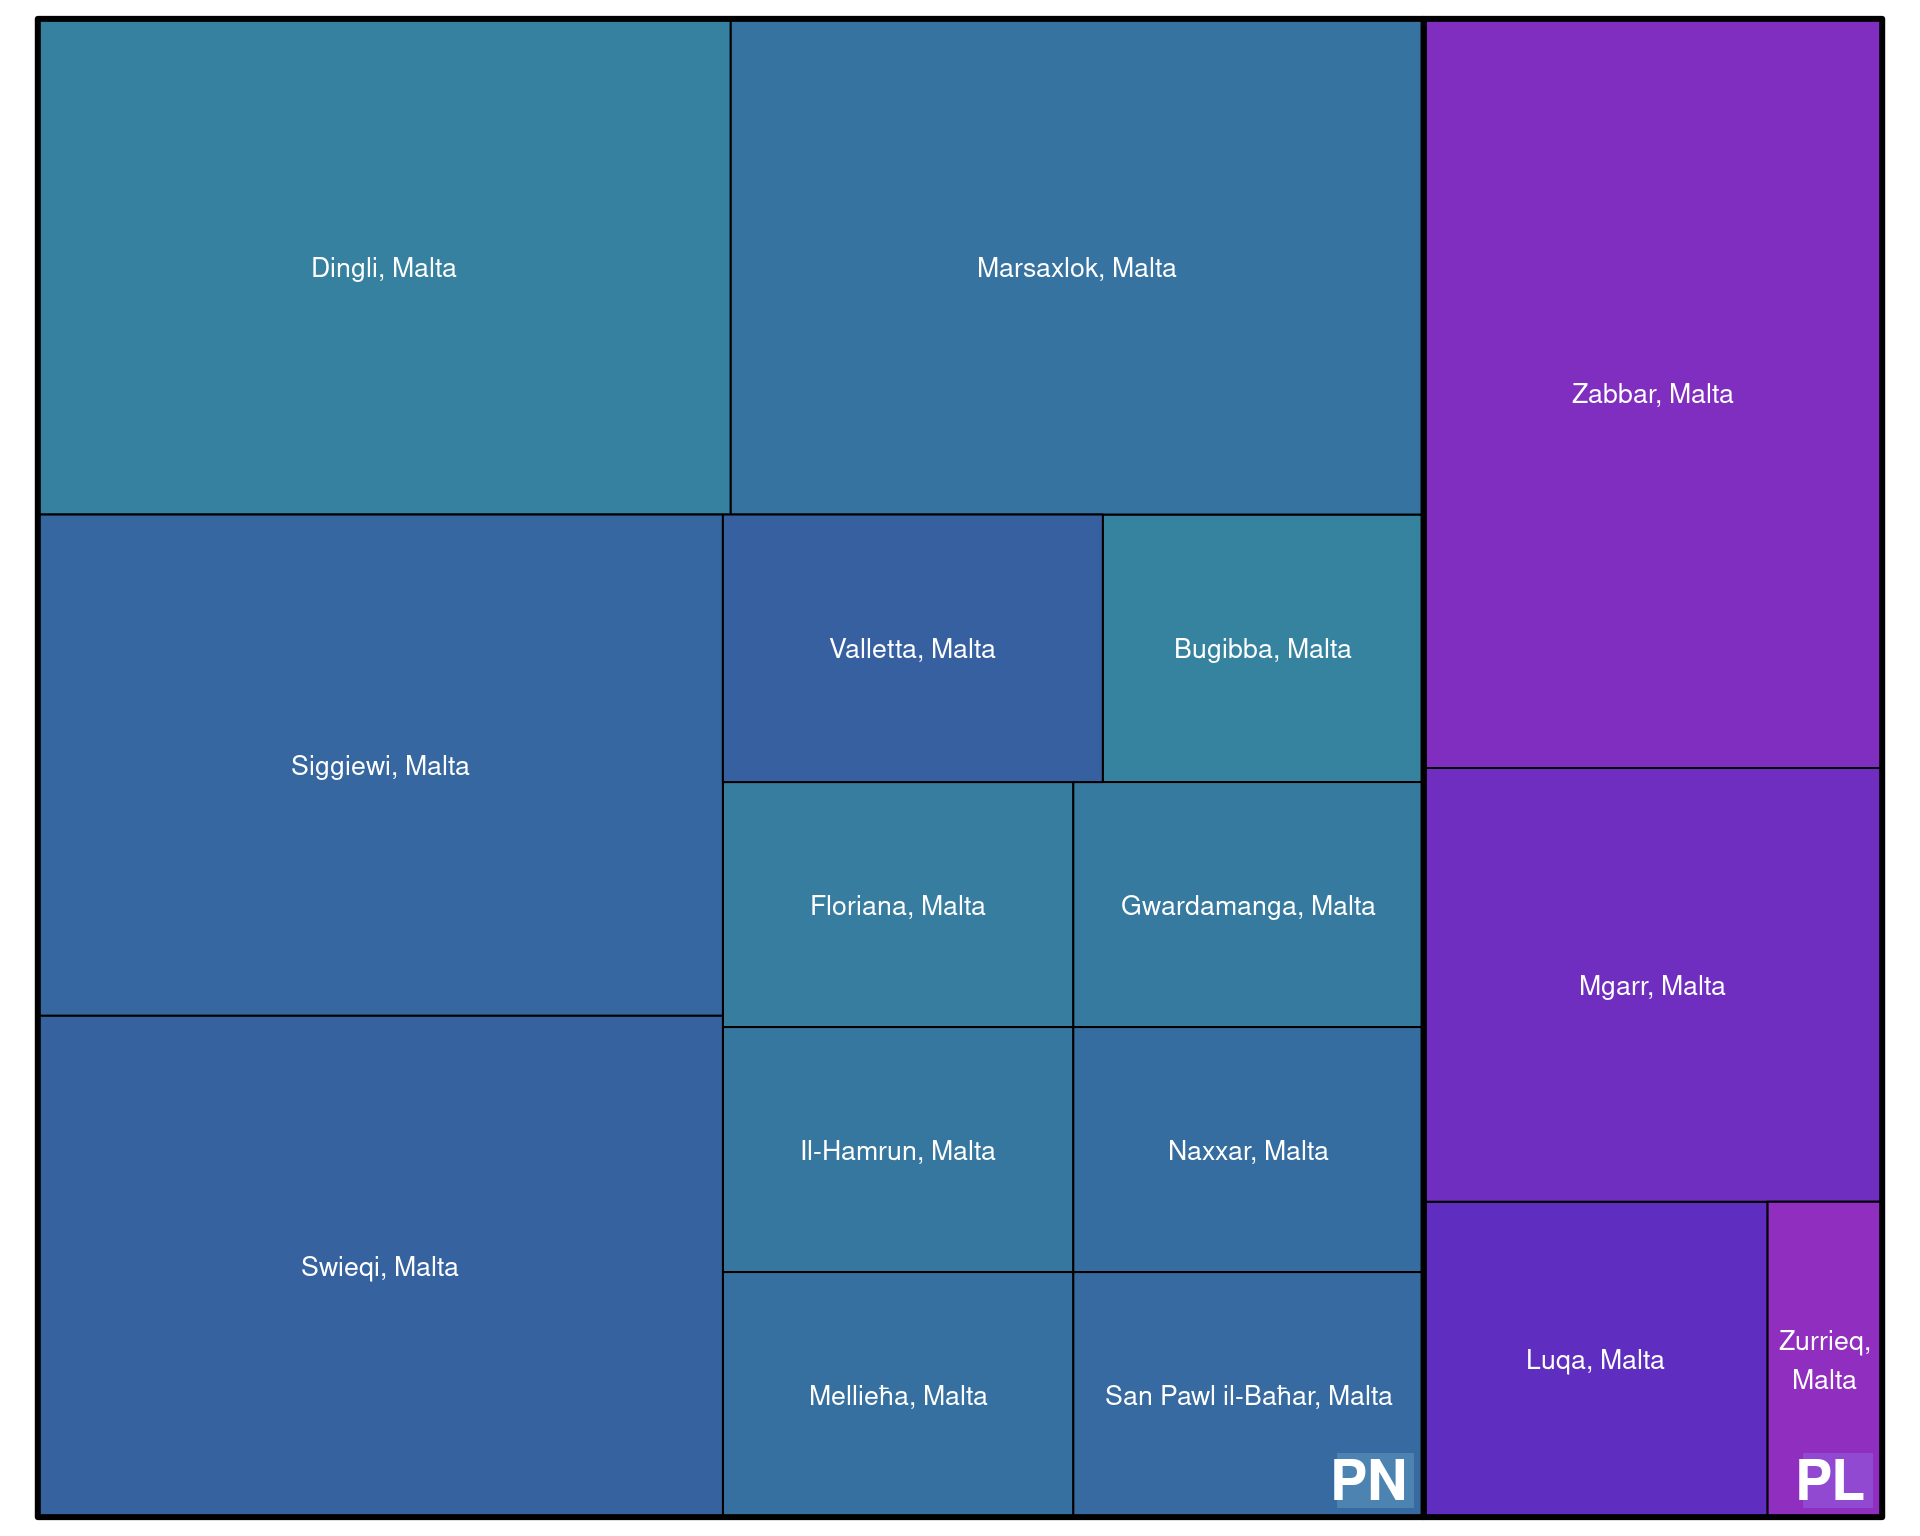 Dingli, Malta
Marsaxlok, Malta
Zabbar, Malta
Siggiewi, Malta
Valletta, Malta
Bugibba, Malta
Floriana, Malta
Gwardamanga, Malta
Mgarr, Malta
Il-Hamrun, Malta
Naxxar, Malta
Swieqi, Malta
Mellieħa, Malta
San Pawl il-Baħar, Malta
Luqa, Malta
Zurrieq,
Malta
PN
PL